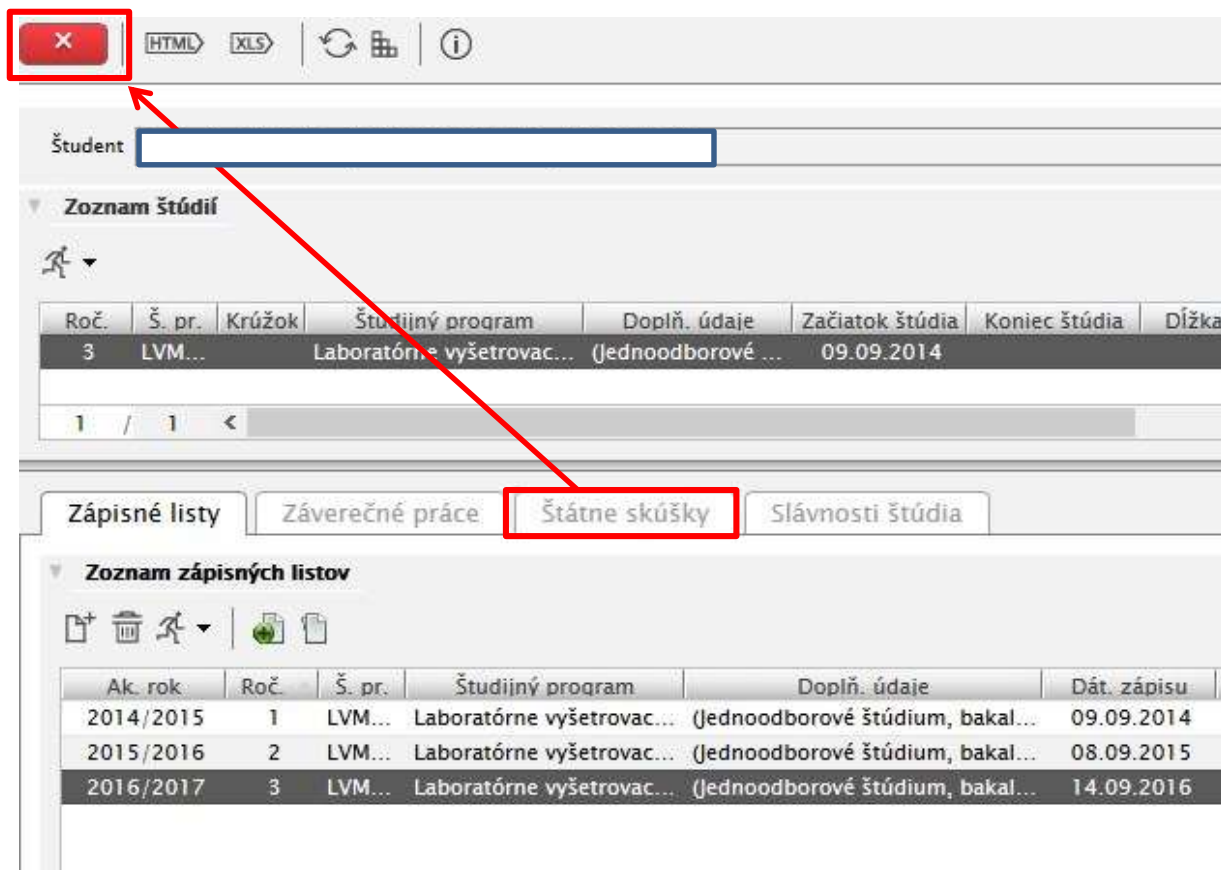 HTML XLS
Študent
Zoznam štúdií
Roč. Š. pr. Krúžok Študijný program Doplň. údaje Začiatok štúdia Koniec štúdia Dĺžka
3 LVM... Laboratórne vyšetrovac... (Jednoodborové ... 09.09.2014
1 / 1
Zápisné listy Záverečné práce Štátne skúšky Slávnosti štúdia
Zoznam zápisných listov
Ak. rok Roč. Š. pr. Študijný program Doplň. údaje Dát. zápisu
2014/2015 1 LVM... Laboratórne vyšetrovac... (Jednoodborové štúdium, bakal... 09.09.2014
2015/2016 2 LVM... Laboratórne vyšetrovac... (Jednoodborové štúdium, bakal... 08.09.2015
2016/2017 3 LVM... Laboratórne vyšetrovac... (Jednoodborové štúdium, bakal... 14.09.2016